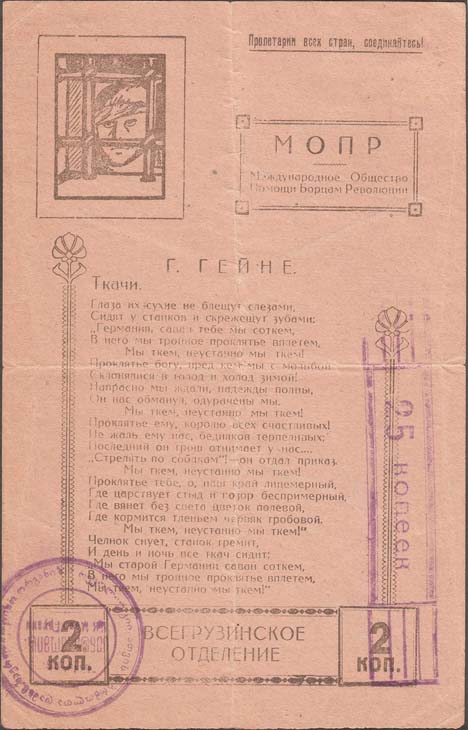 Пролетарии всех стран, соединяйтесь!
МОПР
Международное Общество
Помощи Борцам Революции
Г. ГЕЙНЕ.
Ткачи.
Глаза их сухие не блещут слезами,
Сидят у станков и скрежещут зубами:
„Германия, саван тебе мы соткем,
В него мы тройное проклятье вплетем,
Мы ткем, неустанно мы ткем!
Проклятье богу, пред кем мы с мольбой
Склонялися в голод и холод зимой!
Напрасно мы ждали, надежды полны,
Он нас обманул, одурачены мы.
Мы ткем, неустанно мы ткем!
Проклятье ему, королю всех счастливых!
Не жаль ему нас, бедняков терпеливых;
Последний он грош отнимает у нас....
„Стрелить по собакам"!—он отдал приказ.
Мы ткем, неустанно мы ткем!
Проклятье тебе, о, наш край лицемерный,
Где царствует стыд и позор беспримерный,
Где вянет без света цветок полевой,
Где кормится тленьем червяк гробовой.
Мы ткем, неустанно мы ткем!"
Челнок снует, станок гремит,
И день и ночь все ткач сидит:
„Мы старой Германии саван соткем,
В него мы тройное проклятье вплетем,
Мы ткем, неустанно мы ткем!"
25 копеек
2
КОП.
ВСЕГРУЗИНСКОЕ
ОТДЕЛЕНИЕ
2
КОП.